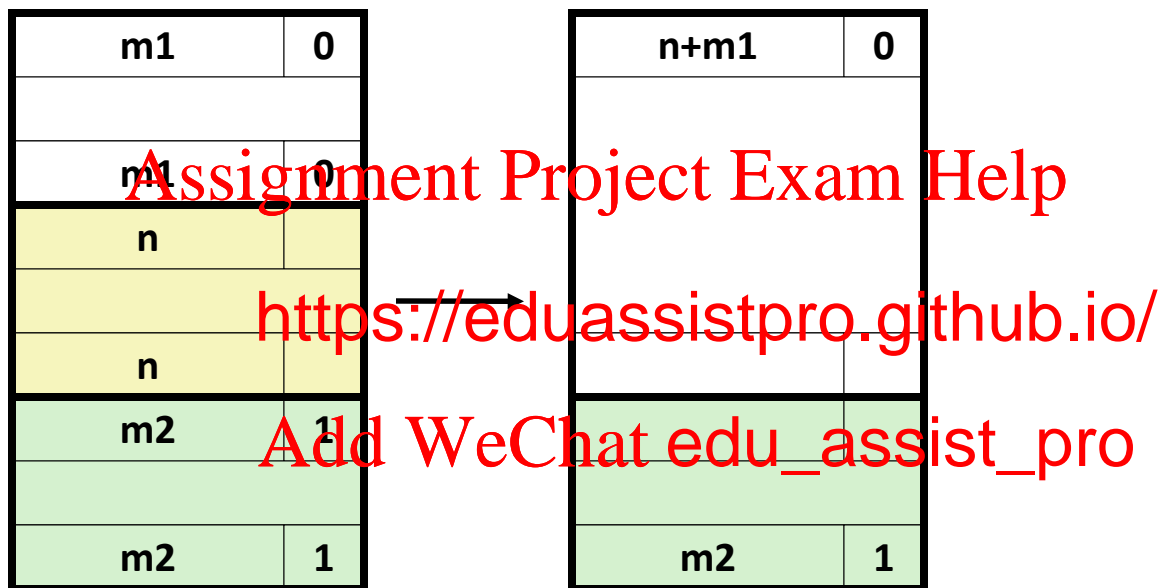 m1 0 n+m1 0
m1 0
Assignment Project Exam Help
n
https://eduassistpro.github.io/
n
m2 1
Add WeChat edu_assist_pro
m2 1 m2 1